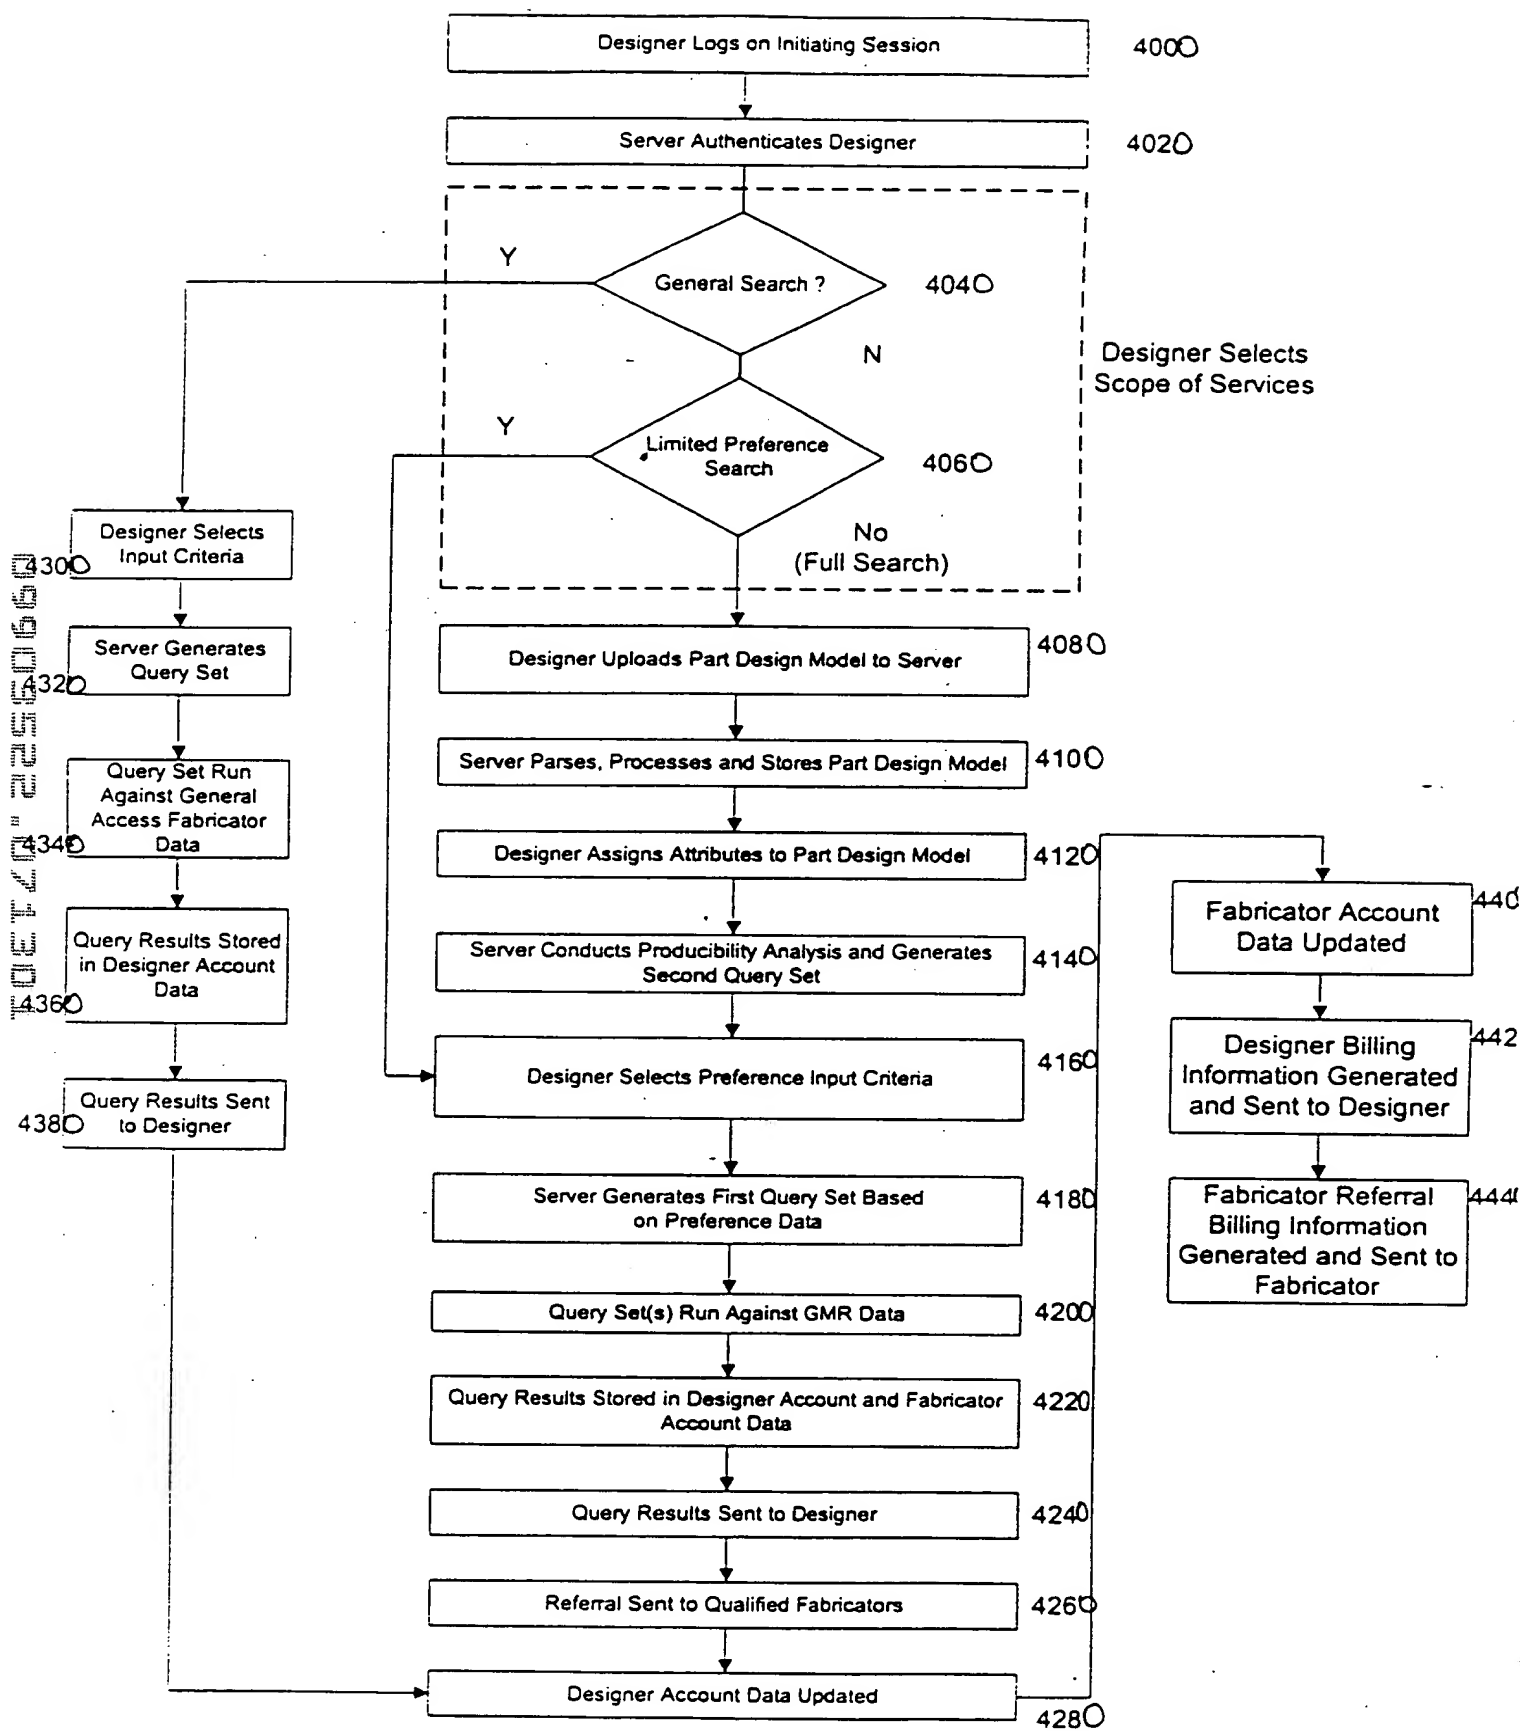 Designer Logs on Initiating Session
4000
Server Authenticates Designer
4020
Y
General Search ?
4040
N
Designer Selects
Scope of Services
Y
Limited Preference
Search
4060
No
(Full Search)
Designer Selects
Input Criteria
4300
Server Generates
Query Set
4320
Query Set Run
Against General
Access Fabricator
Data
4340
Query Results Stored
in Designer Account
Data
4360
Query Results Sent
to Designer
4380
09905522.071301
Designer Uploads Part Design Model to Server
4080
Server Parses, Processes and Stores Part Design Model
4100
Designer Assigns Attributes to Part Design Model
4120
Server Conducts Producibility Analysis and Generates
Second Query Set
4140
Designer Selects Preference Input Criteria
4160
Server Generates First Query Set Based
on Preference Data
4180
Query Set(s) Run Against GMR Data
4200
Query Results Stored in Designer Account and Fabricator
Account Data
4220
Query Results Sent to Designer
4240
Referral Sent to Qualified Fabricators
4260
Designer Account Data Updated
4280
Fabricator Account
Data Updated
440
Designer Billing
Information Generated
and Sent to Designer
442
Fabricator Referral
Billing Information
Generated and Sent to
Fabricator
444